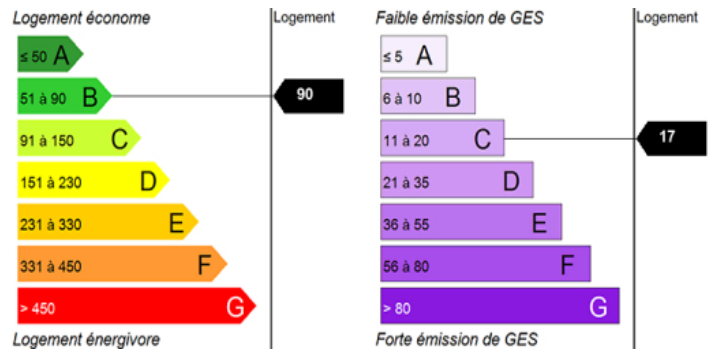 Logement économe
Logement
≤ 50 A
51 à 90 B
90
91 à 150 C
151 à 230 D
231 à 330 E
331 à 450 F
> 450 G
Logement énergivore
Faible émission de GES
Logement
≤ 5 A
6 à 10 B
11 à 20 C
17
21 à 35 D
36 à 55 E
56 à 80 F
> 80 G
Forte émission de GES